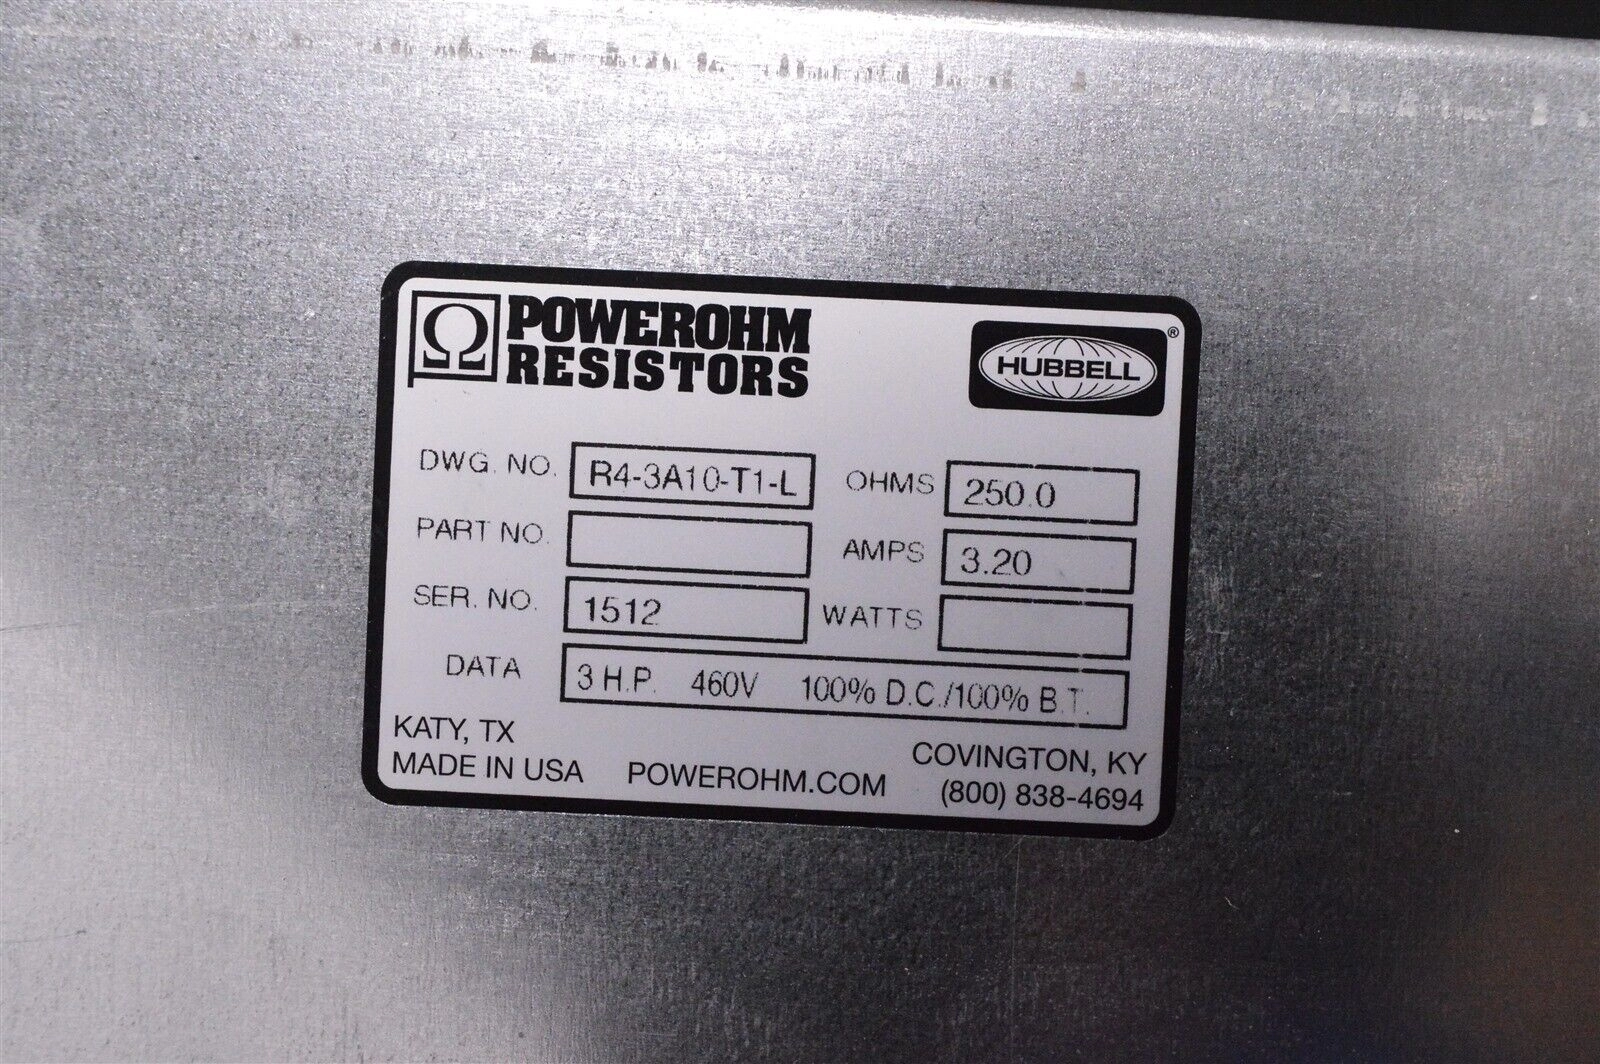 POWEROHM
RESISTORS
HUBBELL ®
DWG. NO. R4-3A10-T1-L OHMS 250.0
PART NO. AMPS 3.20
SER. NO. 1512 WATTS
DATA 3 H.P. 460V 100% D.C./100% B.T.
KATY, TX
MADE IN USA
POWEROHM.COM
COVINGTON, KY
(800) 838-4694